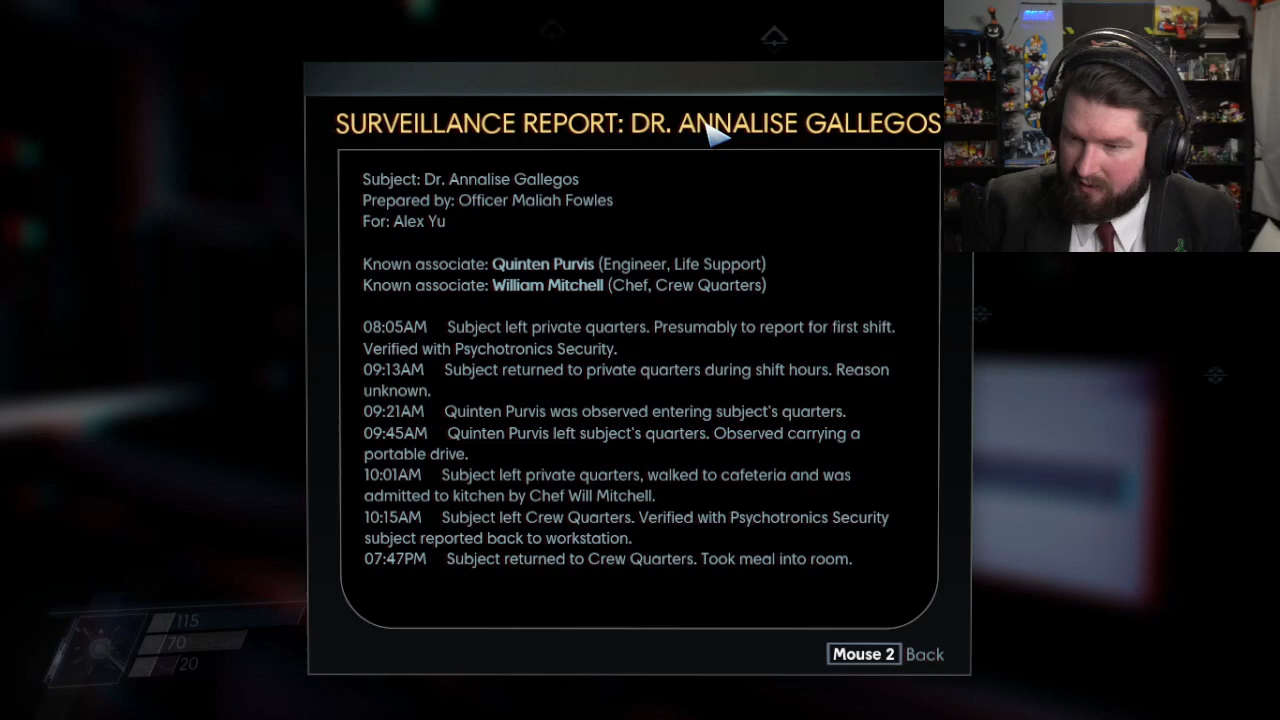 SURVEILLANCE REPORT: DR. ANNALISE GALLEGOS
Subject: Dr. Annalise Gallegos
Prepared by: Officer Maliah Fowles
For: Alex Yu
Known associate: Quinten Purvis (Engineer, Life Support)
Known associate: William Mitchell (Chef, Crew Quarters)
08:05AM Subject left private quarters. Presumably to report for first shift.
Verified with Psychotronics Security.
09:13AM Subject returned to private quarters during shift hours. Reason
unknown.
09:21AM Quinten Purvis was observed entering subject's quarters.
09:45AM Quinten Purvis left subject's quarters. Observed carrying a
portable drive.
10:01AM Subject left private quarters, walked to cafeteria and was
admitted to kitchen by Chef Will Mitchell.
10:15AM Subject left Crew Quarters. Verified with Psychotronics Security
subject reported back to workstation.
07:47PM Subject returned to Crew Quarters. Took meal into room.
115
70
20
Mouse 2 Back